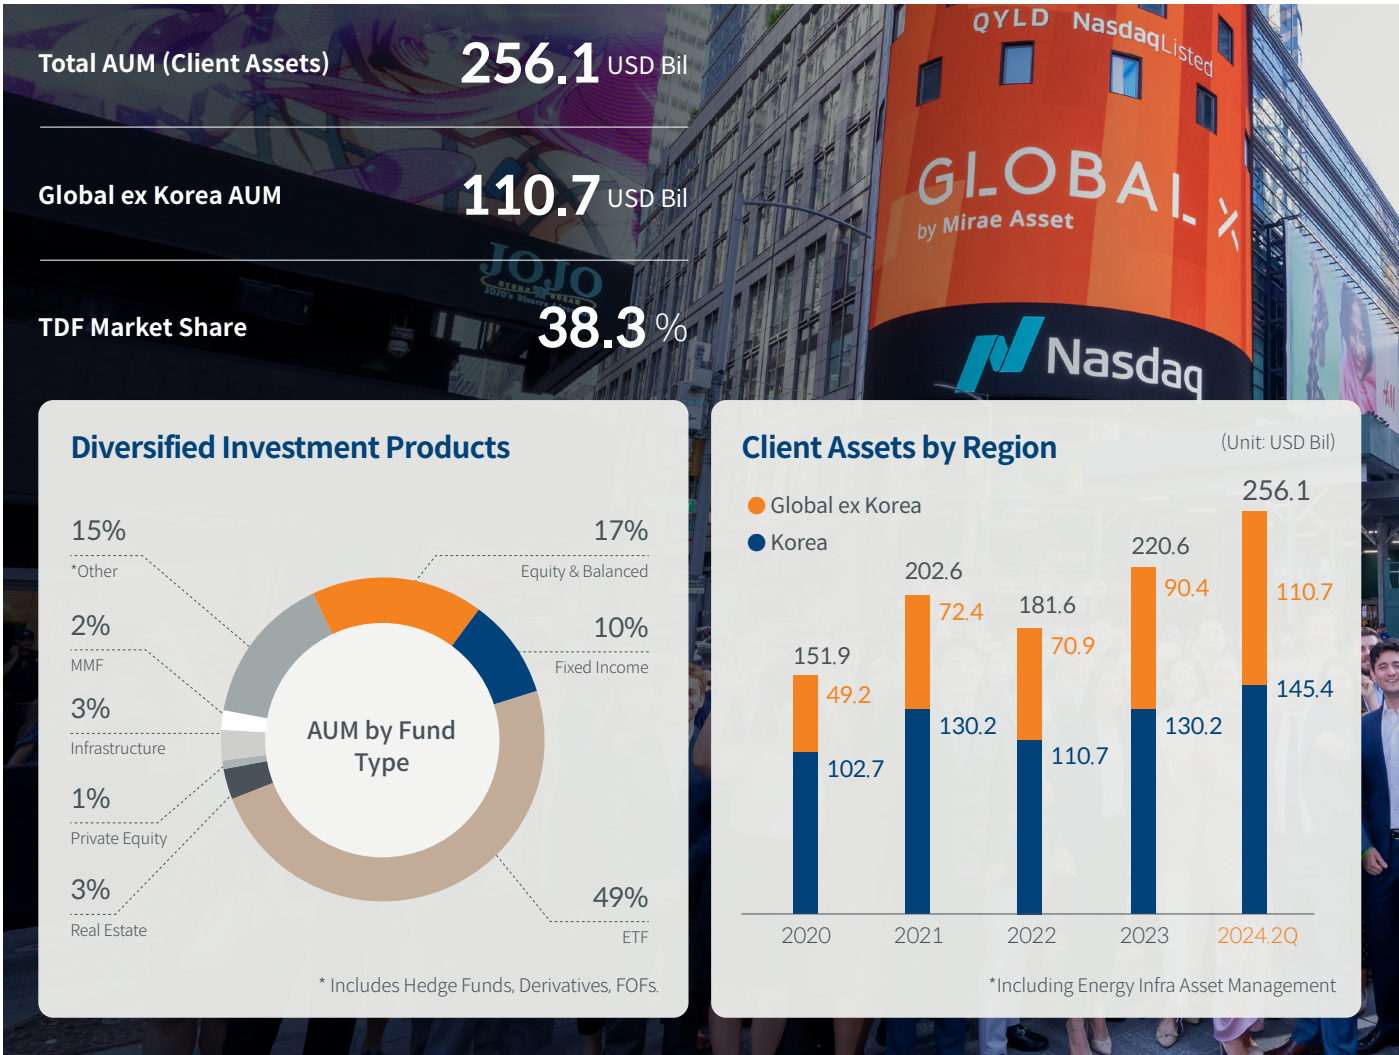 Total AUM (Client Assets)
256.1 USD Bil
Global ex Korea AUM
110.7 USD Bil
TDF Market Share
38.3 %
QYLD NasdaqListed
GLOBAL X
by Mirae Asset
Nasdaq
JOJO
H&M
Diversified Investment Products
15%
*Other
2%
MMF
3%
Infrastructure
1%
Private Equity
3%
Real Estate
17%
Equity & Balanced
10%
Fixed Income
49%
ETF
AUM by Fund
Type
* Includes Hedge Funds, Derivatives, FOFs.
Client Assets by Region
(Unit: USD Bil)
Global ex Korea
Korea
151.9
49.2
102.7
202.6
72.4
130.2
181.6
70.9
110.7
220.6
90.4
130.2
256.1
110.7
145.4
2020
2021
2022
2023
2024.2Q
*Including Energy Infra Asset Management